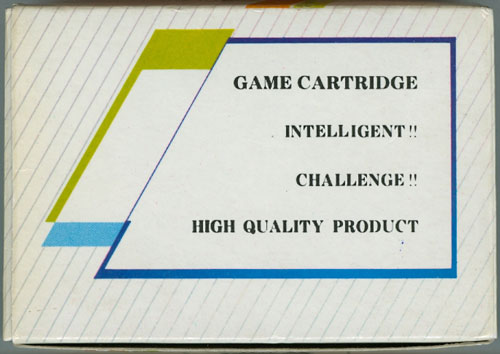 GAME CARTRIDGE
INTELLIGENT!!
CHALLENGE!!
HIGH QUALITY PRODUCT